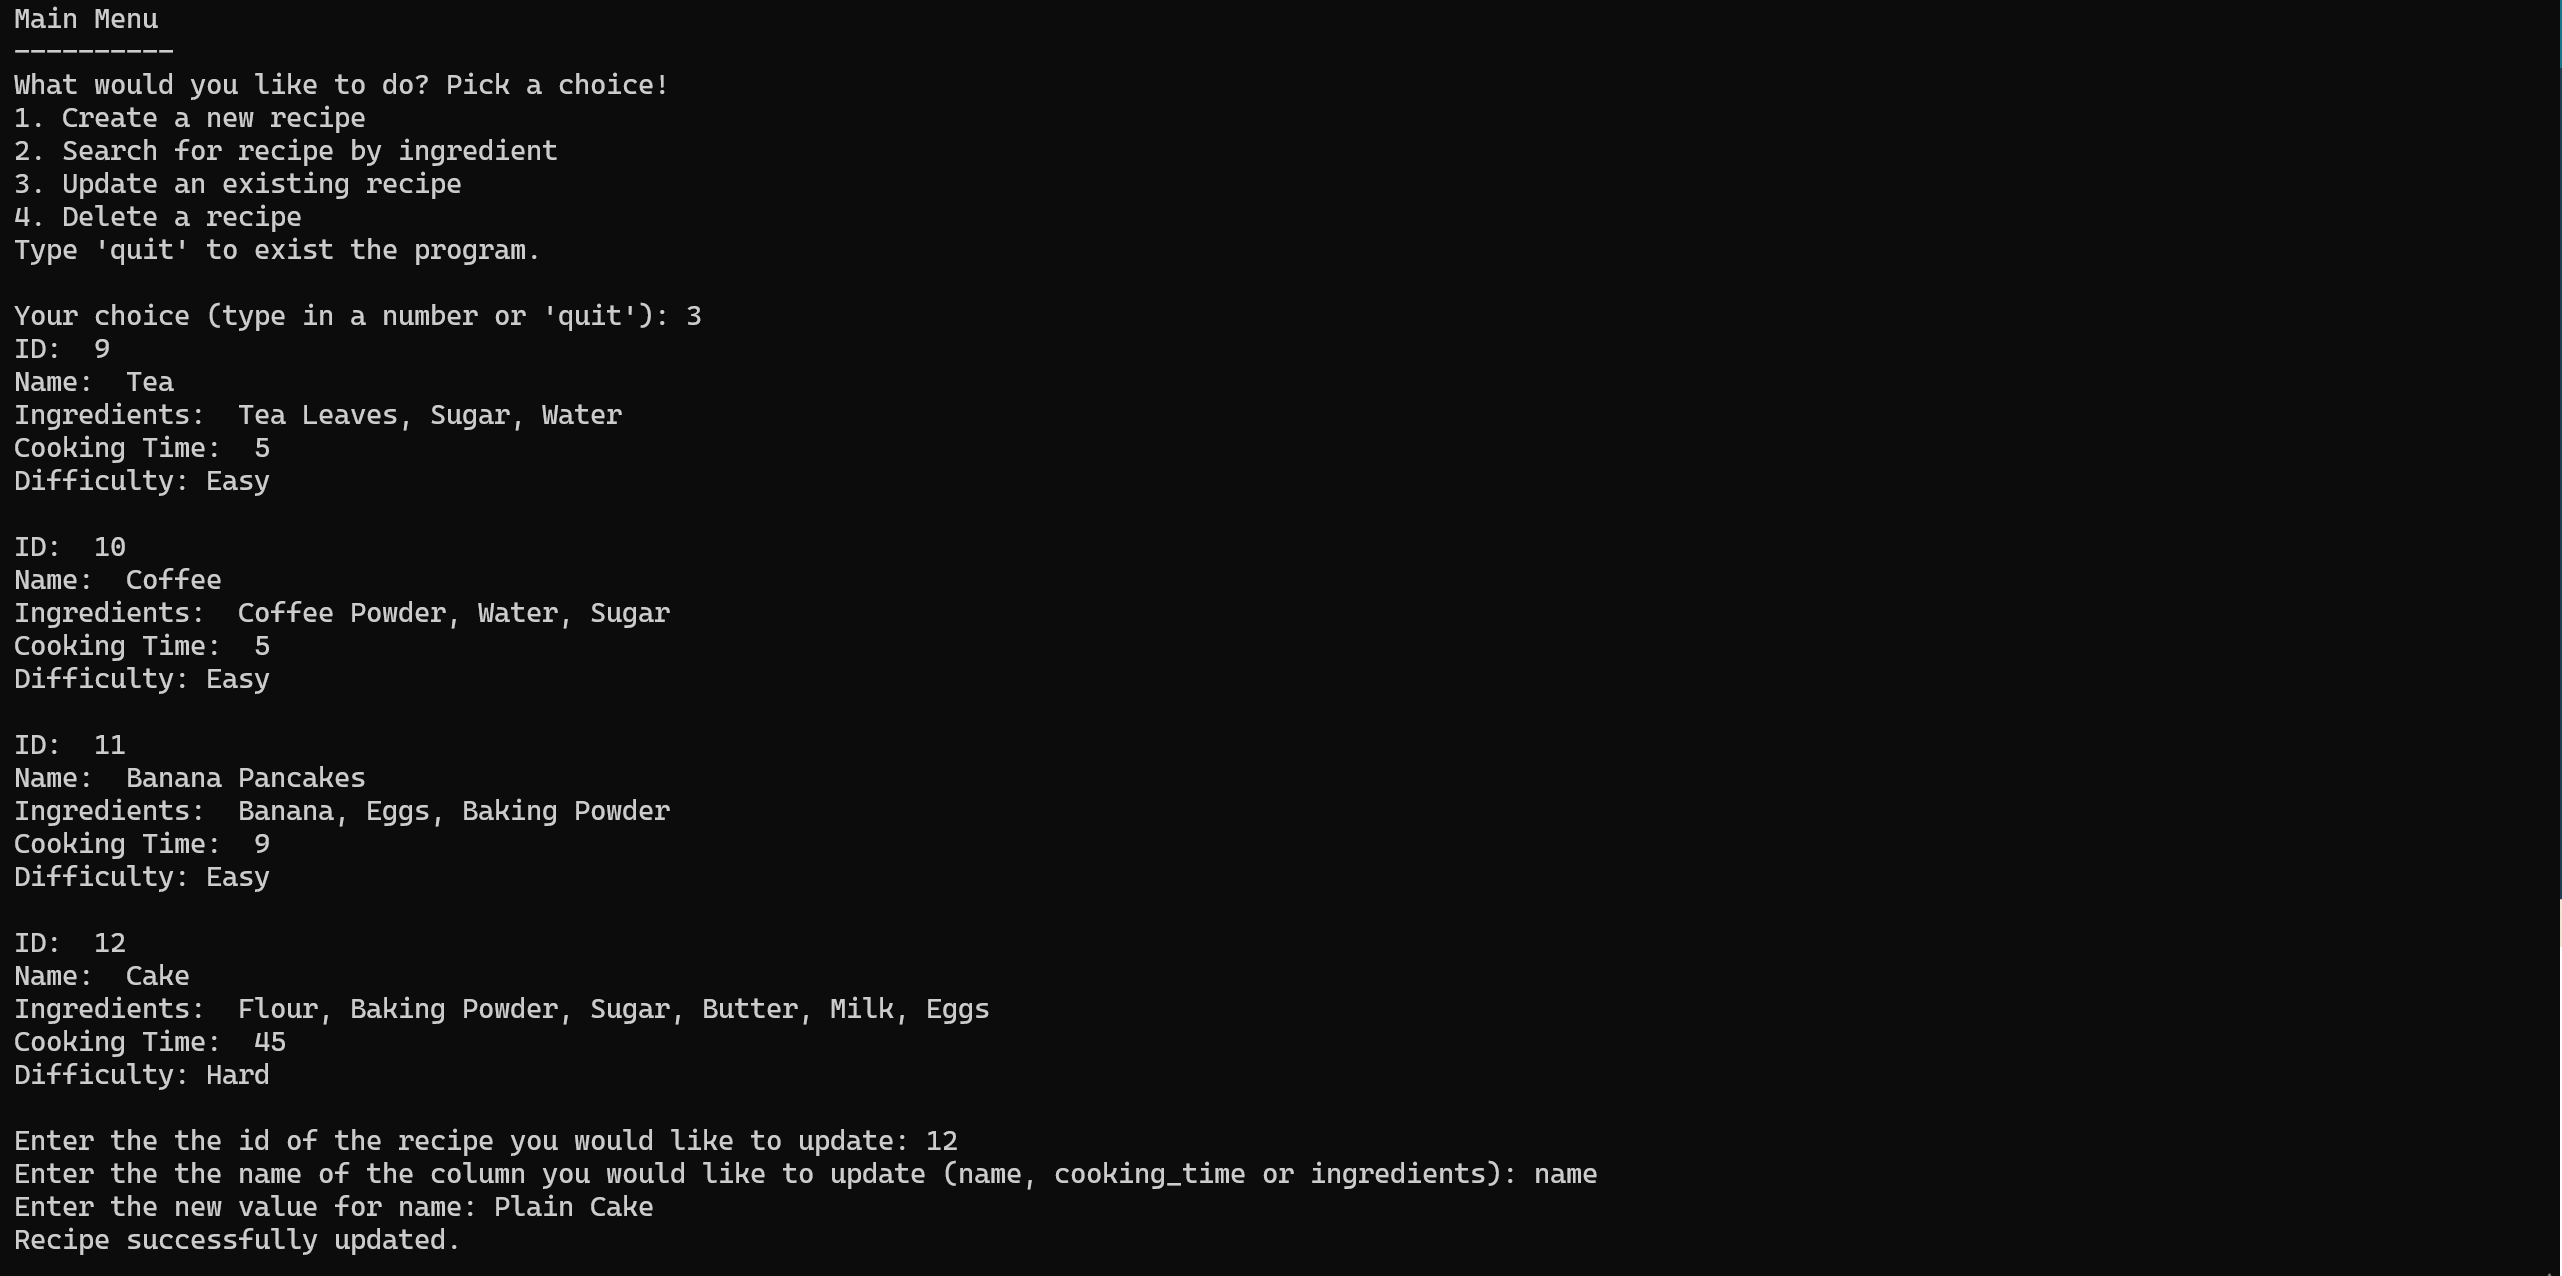 Main Menu
----------
What would you like to do? Pick a choice!
1. Create a new recipe
2. Search for recipe by ingredient
3. Update an existing recipe
4. Delete a recipe
Type 'quit' to exist the program.

Your choice (type in a number or 'quit'): 3
ID:  9
Name:  Tea
Ingredients:  Tea Leaves, Sugar, Water
Cooking Time:  5
Difficulty: Easy

ID:  10
Name:  Coffee
Ingredients:  Coffee Powder, Water, Sugar
Cooking Time:  5
Difficulty: Easy

ID:  11
Name:  Banana Pancakes
Ingredients:  Banana, Eggs, Baking Powder
Cooking Time:  9
Difficulty: Easy

ID:  12
Name:  Cake
Ingredients:  Flour, Baking Powder, Sugar, Butter, Milk, Eggs
Cooking Time:  45
Difficulty: Hard

Enter the the id of the recipe you would like to update: 12
Enter the the name of the column you would like to update (name, cooking_time or ingredients): name
Enter the new value for name: Plain Cake
Recipe successfully updated.